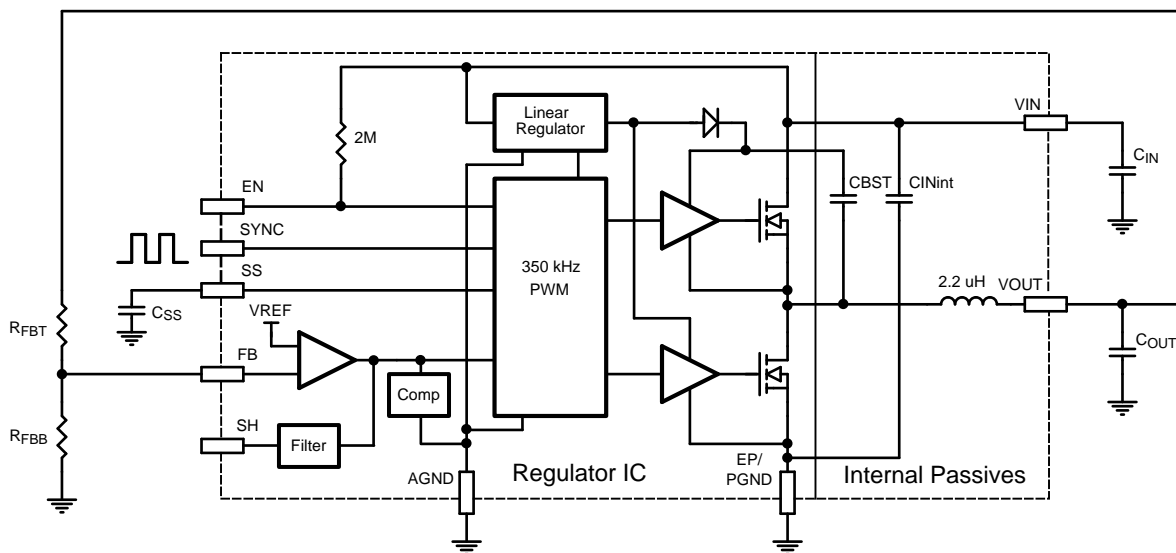 Linear
Regulator
VIN
2M
CIN
CBST
CINint
EN
SYNC
SS
350 kHz
PWM
2.2 uH
VOUT
CSS
VREF
RFBT
FB
COUT
Comp
RFBB
SH
Filter
AGND
Regulator IC
EP/
PGND
Internal Passives